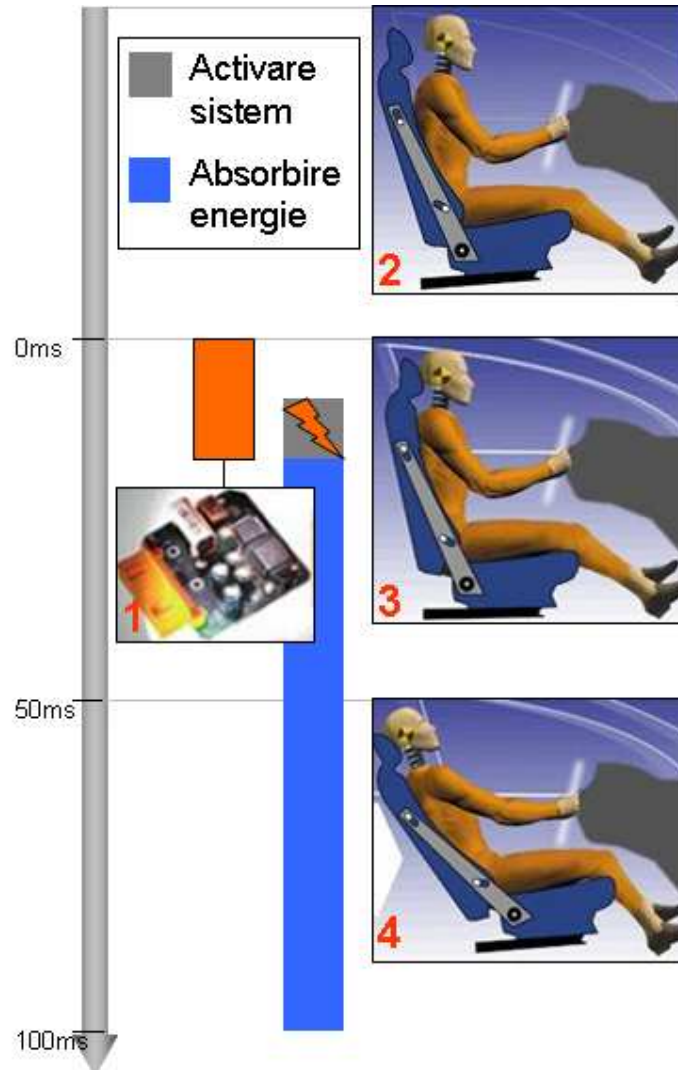 Activare
sistem
Absorbire
energie
2
0ms
1
3
50ms
4
100ms